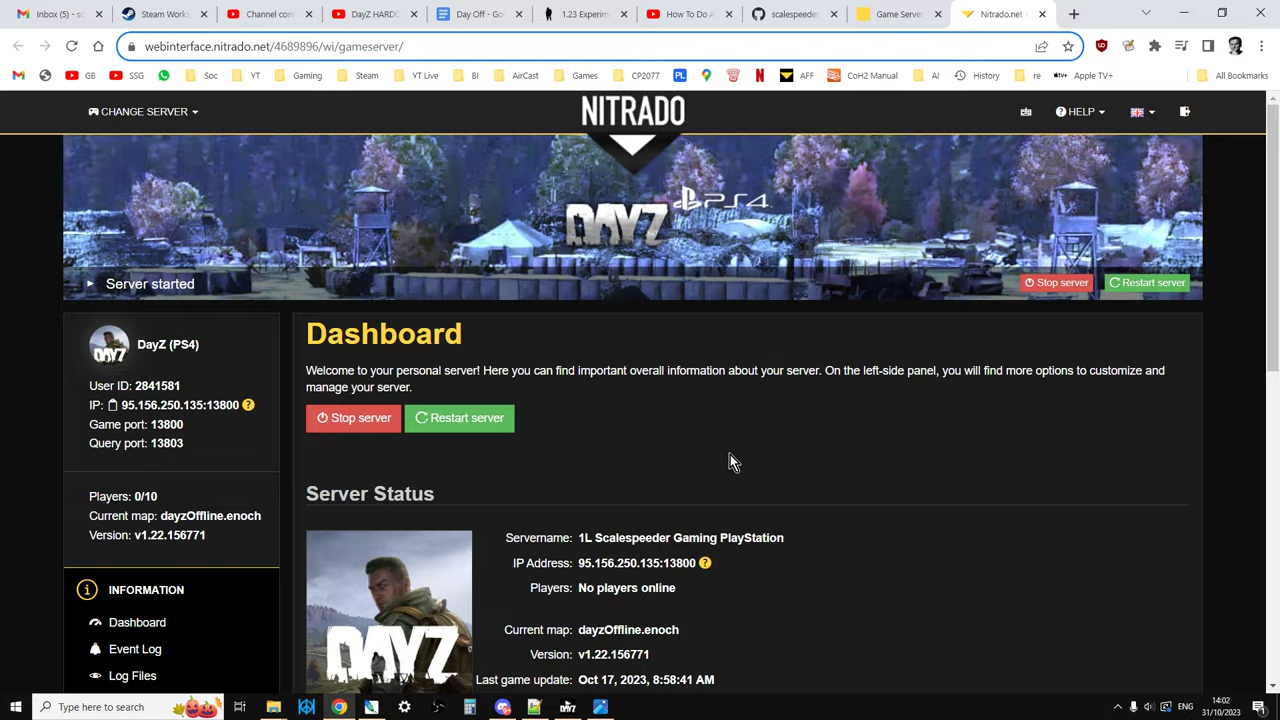 Inbox (5) - sc
Steam Works
Channel con
DayZ HARDC
Day Off - Go
1.23 Experim
How To Do A
scalespeeder
Game Server
Nitrado.net
webinterface.nitrado.net/4689896/wi/gameserver/
GB
SSG
Soc
YT
Gaming
Steam
YT Live
BI
AirCast
Games
CP2077
PL
AFF
CoH2 Manual
AI
History
re
Apple TV+
All Bookmarks
CHANGE SERVER
NITRADO
HELP
DAYZ
PS4
Server started
Stop server
Restart server
DAYZ
DayZ (PS4)
User ID: 2841581
IP: 95.156.250.135:13800 ?
Game port: 13800
Query port: 13803
Players: 0/10
Current map: dayzOffline.enoch
Version: v1.22.156771
INFORMATION
Dashboard
Event Log
Log Files
Dashboard
Welcome to your personal server! Here you can find important overall information about your server. On the left-side panel, you will find more options to customize and
manage your server.
Stop server
Restart server
Server Status
DAYZ
Servername: 1L Scalespeeder Gaming PlayStation
IP Address: 95.156.250.135:13800 ?
Players: No players online
Current map: dayzOffline.enoch
Version: v1.22.156771
Last game update: Oct 17, 2023, 8:58:41 AM
Type here to search
ENG
14:02
31/10/2023